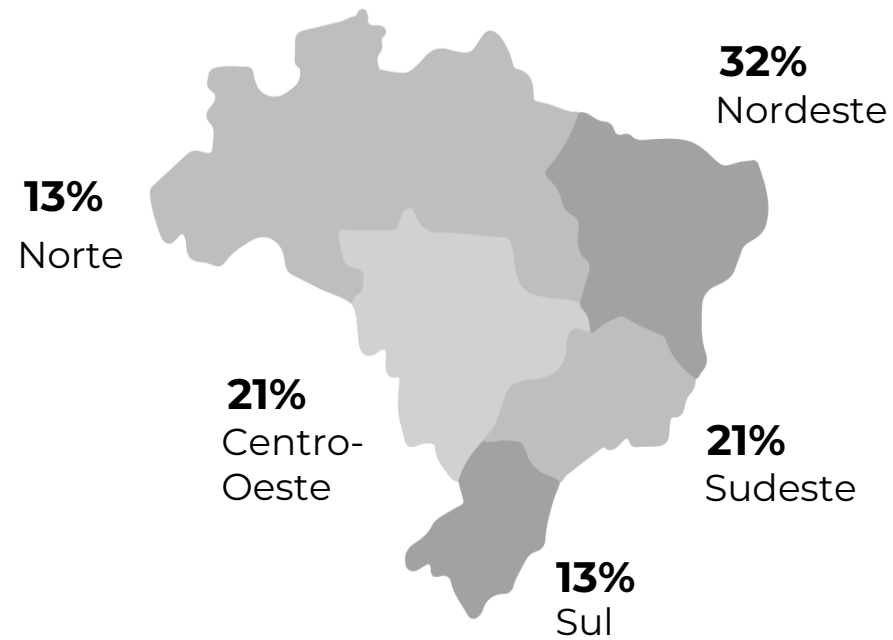 32%
Nordeste
13%
Norte
21%
Centro-
Oeste
21%
Sudeste
13%
Sul